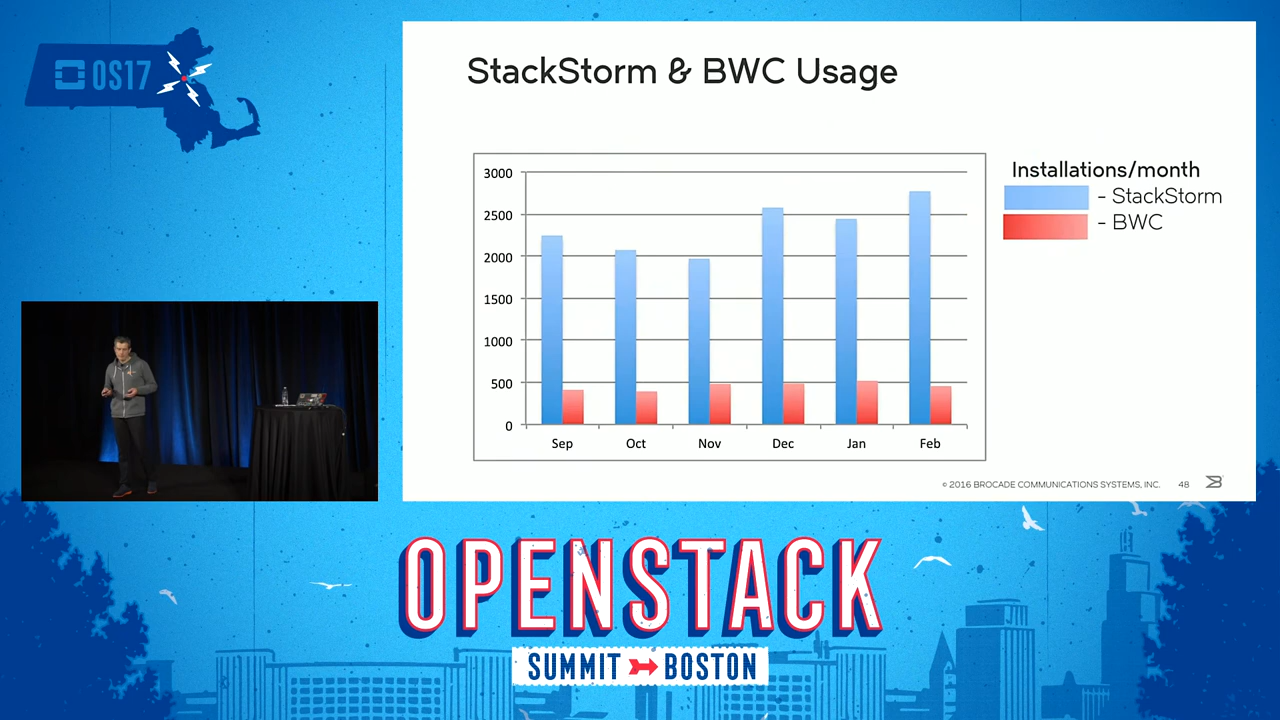 OS17
StackStorm & BWC Usage
3000
2500
2000
1500
1000
500
0
Sep Oct Nov Dec Jan Feb
Installations/month
- StackStorm
- BWC
© 2016 BROCADE COMMUNICATIONS SYSTEMS, INC. 48
OPENSTACK
SUMMIT BOSTON